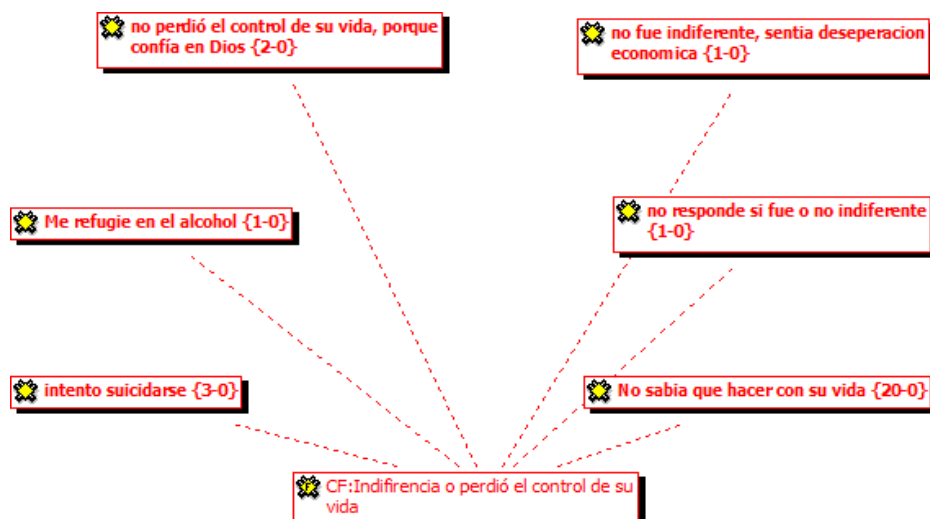 no perdió el control de su vida, porque
confía en Dios {2-0}
no fue indiferente, sentia deseperacion
economica {1-0}
Me refugie en el alcohol {1-0}
no responde si fue o no indiferente
{1-0}
intento suicidarse {3-0}
No sabia que hacer con su vida {20-0}
CF:Indifirencia o perdió el control de su
vida